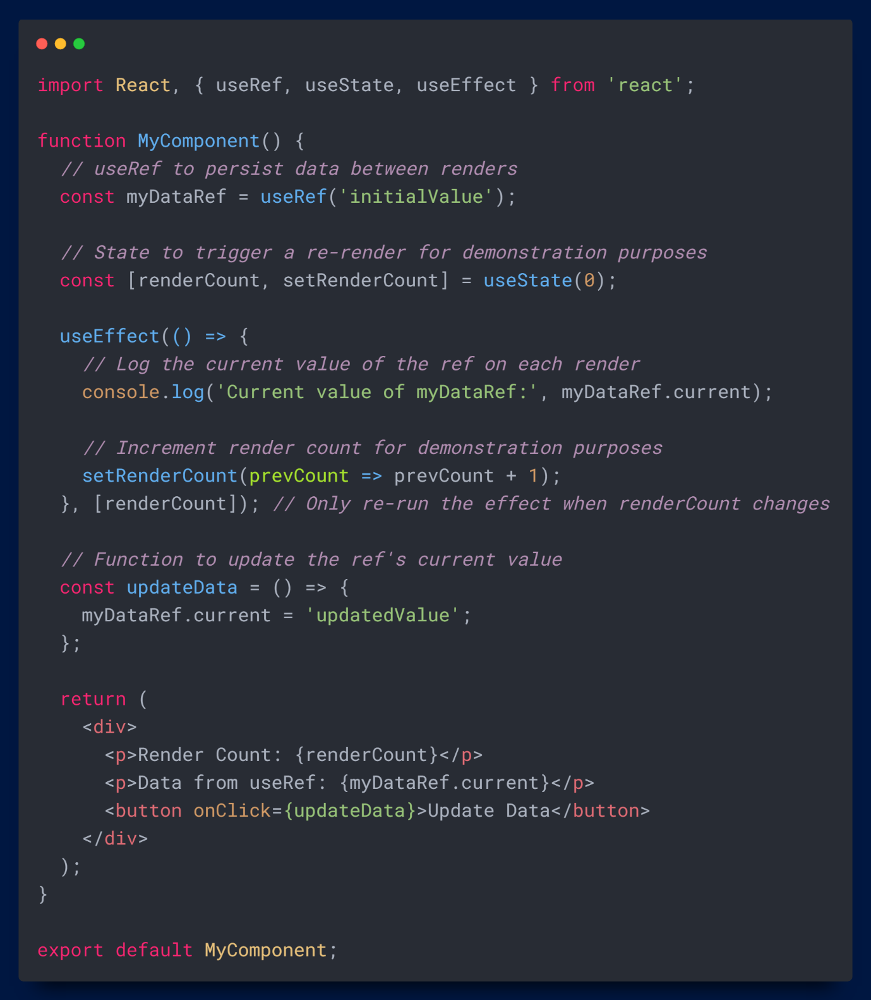 import React, { useRef, useState, useEffect } from 'react';

function MyComponent() {
  // useRef to persist data between renders
  const myDataRef = useRef('initialValue');

  // State to trigger a re-render for demonstration purposes
  const [renderCount, setRenderCount] = useState(0);

  useEffect(() => {
    // Log the current value of the ref on each render
    console.log('Current value of myDataRef:', myDataRef.current);

    // Increment render count for demonstration purposes
    setRenderCount(prevCount => prevCount + 1);
  }, [renderCount]); // Only re-run the effect when renderCount changes

  // Function to update the ref's current value
  const updateData = () => {
    myDataRef.current = 'updatedValue';
  };

  return (
    <div>
      <p>Render Count: {renderCount}</p>
      <p>Data from useRef: {myDataRef.current}</p>
      <button onClick={updateData}>Update Data</button>
    </div>
  );
}

export default MyComponent;